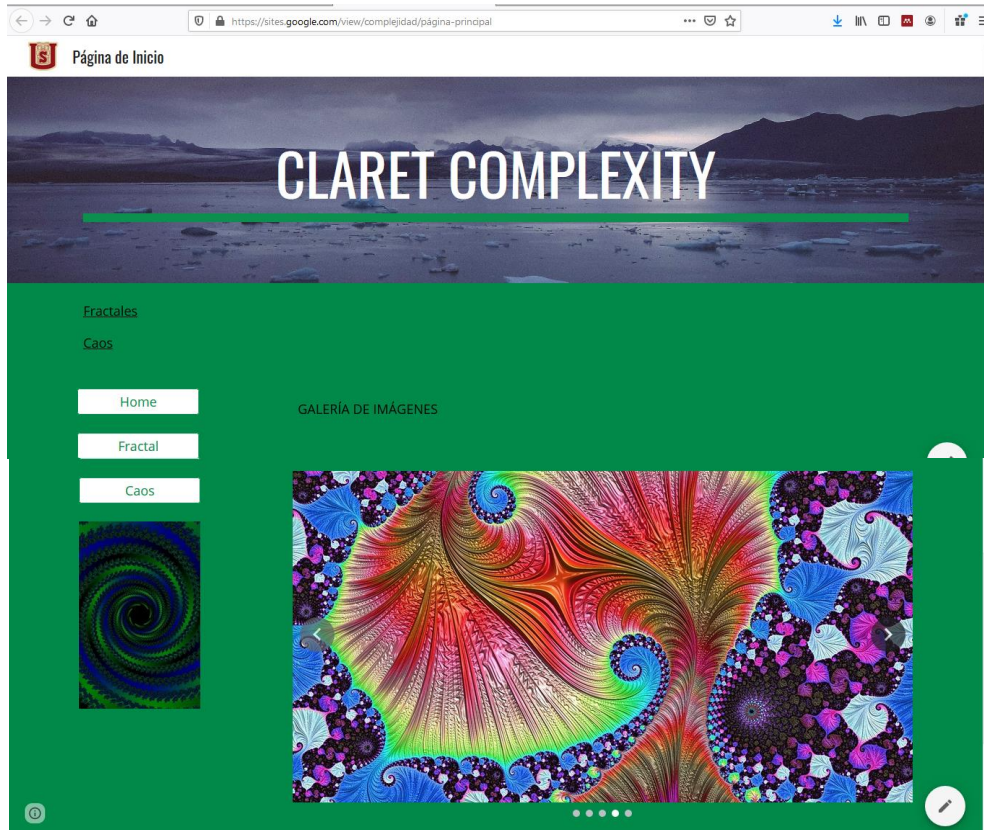 https://sites.google.com/view/complejidad/página-principal
Página de Inicio
CLARET COMPLEXITY
Fractales
Caos
Home
GALERÍA DE IMÁGENES
Fractal
Caos